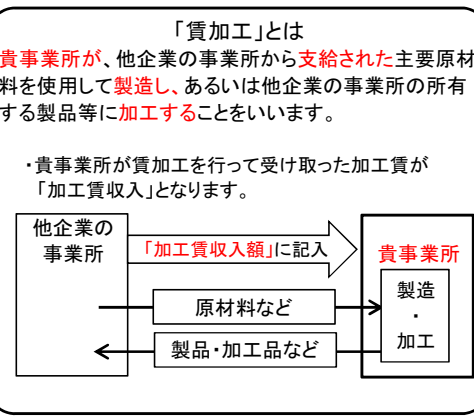 「賃加工」とは
貴事業所が、他企業の事業所から支給された主要原材
料を使用して製造し、あるいは他企業の事業所の所有
する製品等に加工することをいいます。
・貴事業所が賃加工を行って受け取った加工賃が
「加工賃収入」となります。
他企業の
事業所
「加工賃収入額」に記入
貴事業所
製造
・
加工
原材料など
製品・加工品など